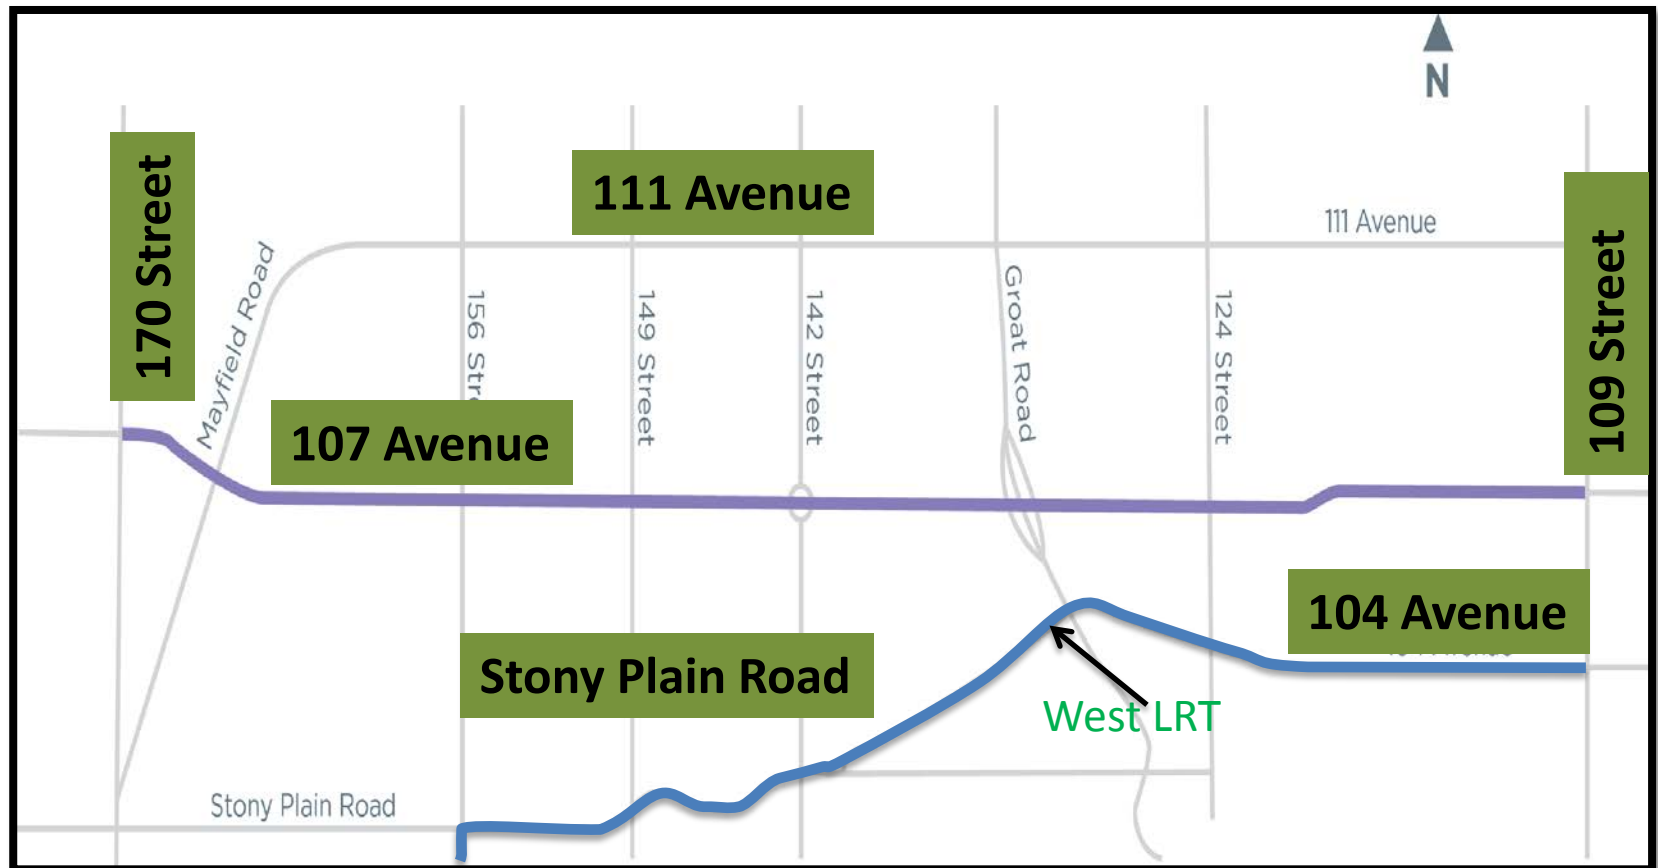 N
170 Street
111 Avenue
111 Avenue
109 Street
Mayfield Road
156 Stre
149 Street
142 Street
Groat Road
124 Street
107 Avenue
104 Avenue
Stony Plain Road
West LRT
Stony Plain Road